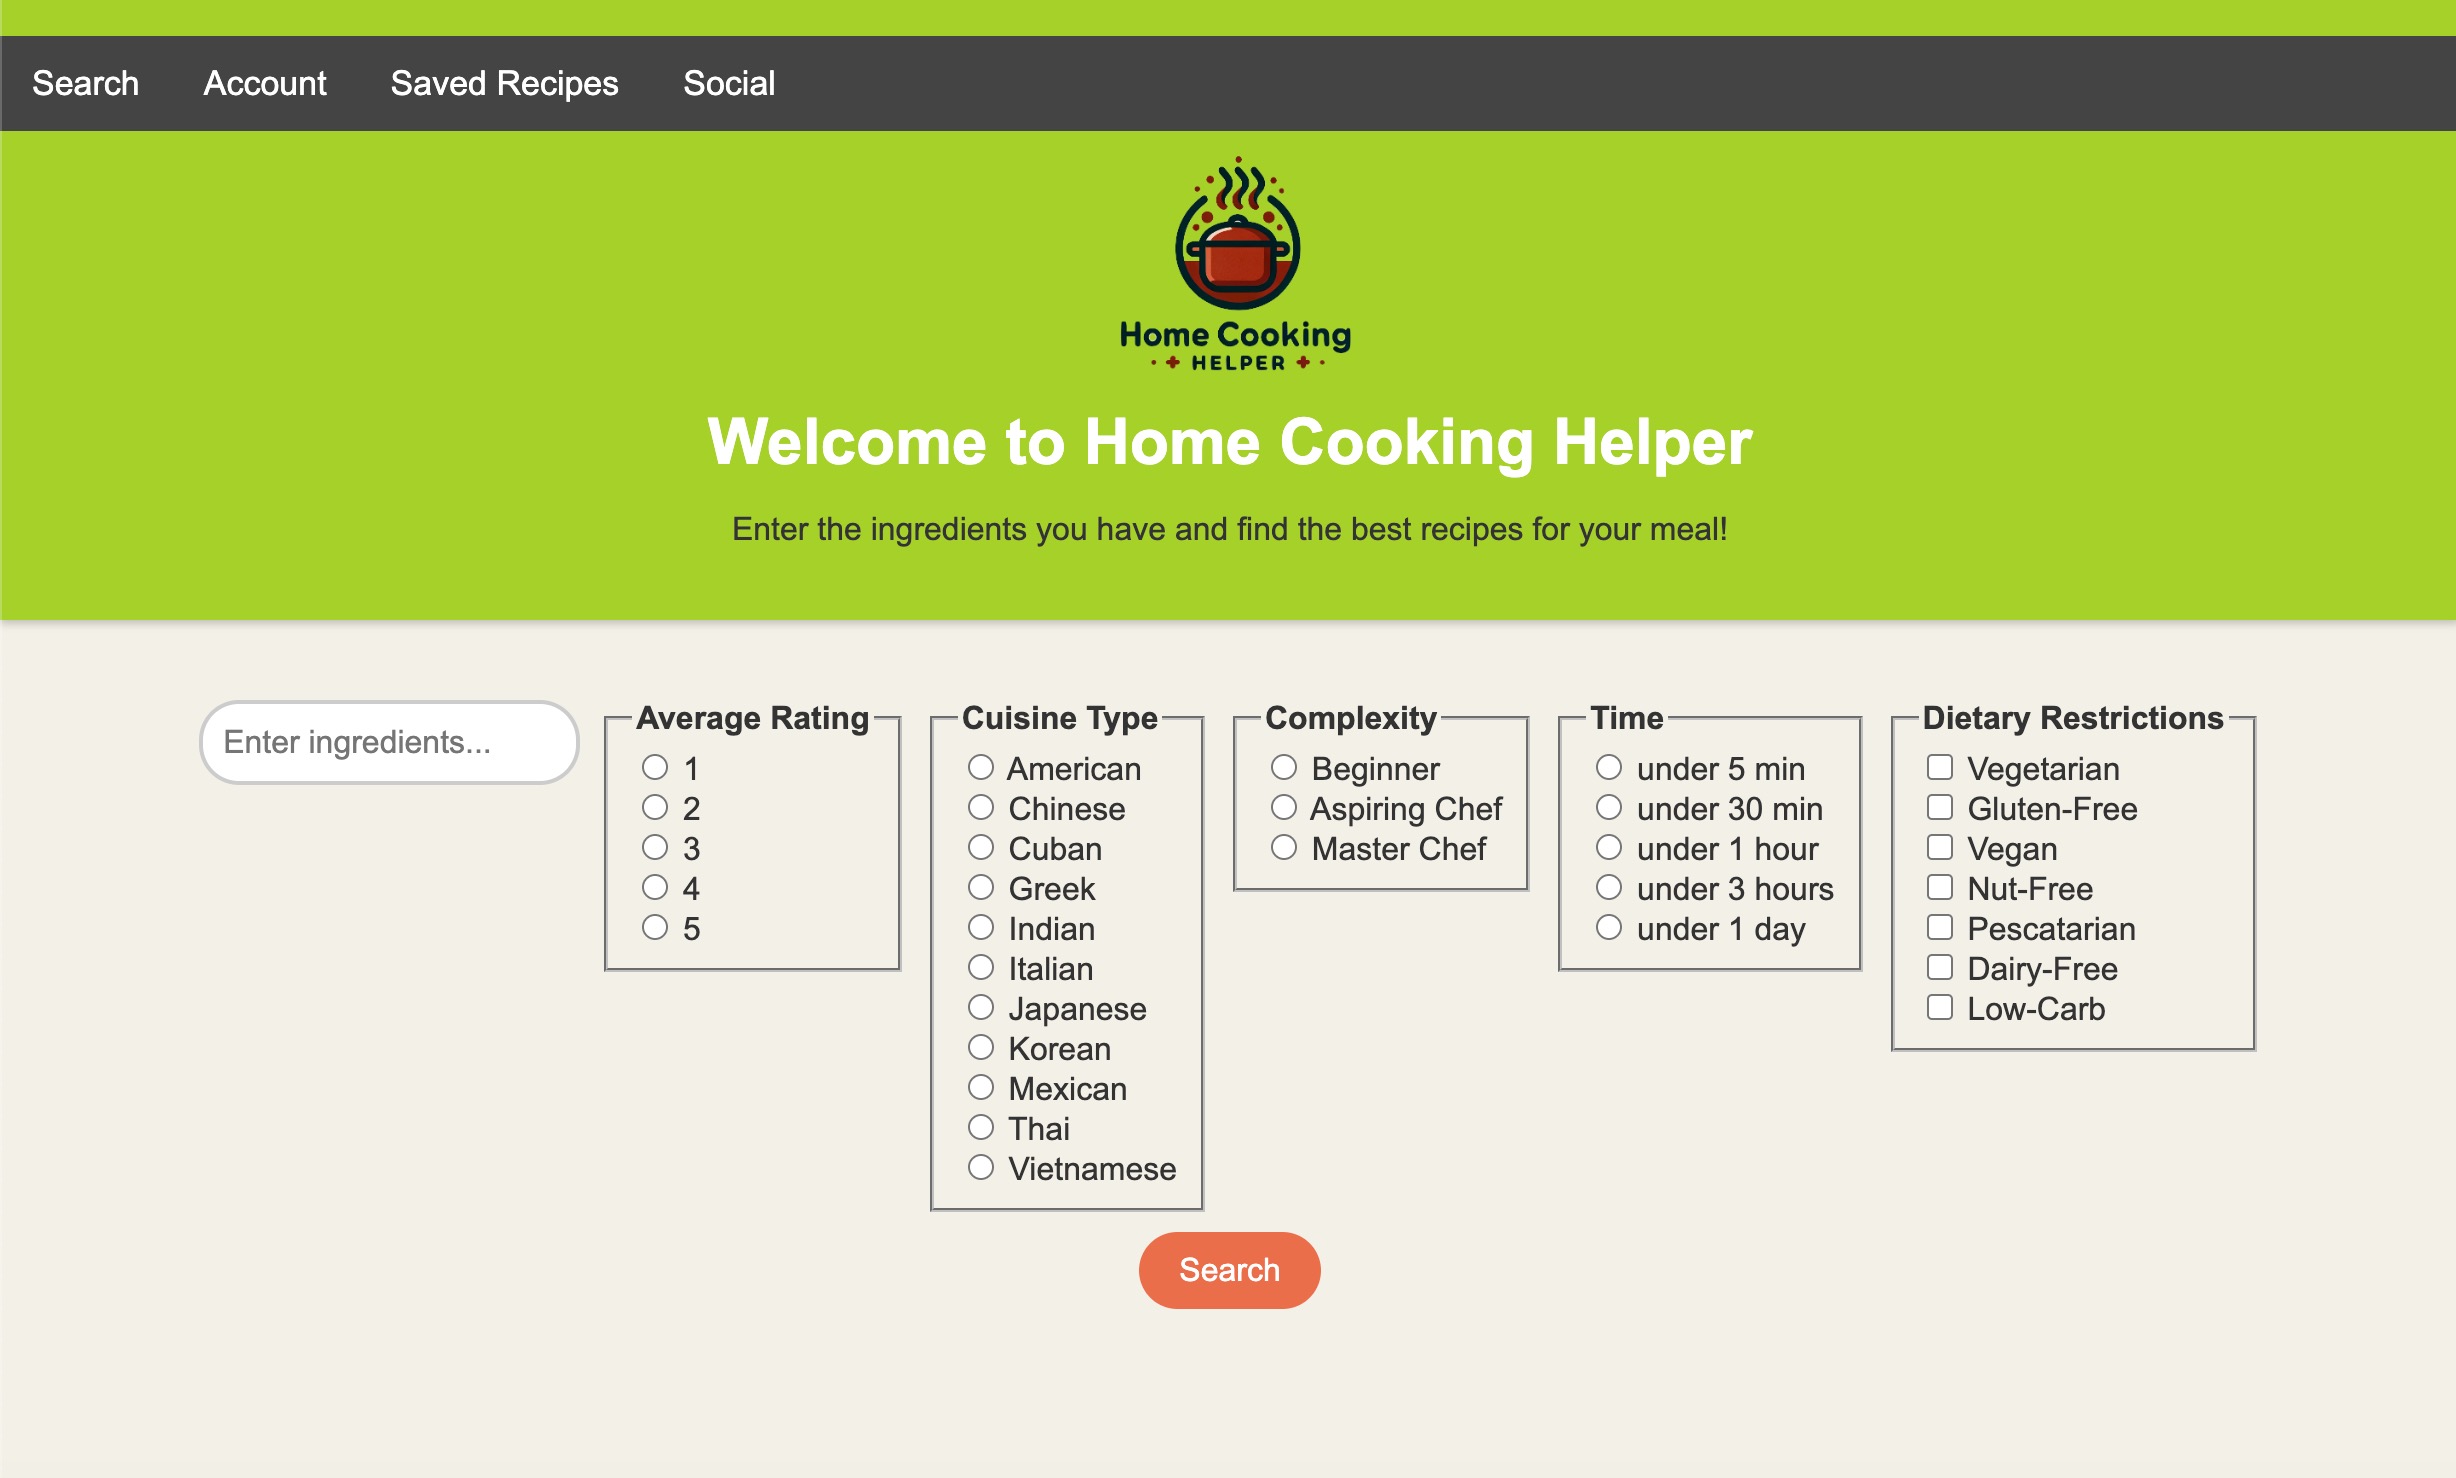 Search Account Saved Recipes Social
Home Cooking
HELPER
Welcome to Home Cooking Helper
Enter the ingredients you have and find the best recipes for your meal!
Enter ingredients...
Average Rating
1
2
3
4
5
Cuisine Type
American
Chinese
Cuban
Greek
Indian
Italian
Japanese
Korean
Mexican
Thai
Vietnamese
Complexity
Beginner
Aspiring Chef
Master Chef
Time
under 5 min
under 30 min
under 1 hour
under 3 hours
under 1 day
Dietary Restrictions
Vegetarian
Gluten-Free
Vegan
Nut-Free
Pescatarian
Dairy-Free
Low-Carb
Search